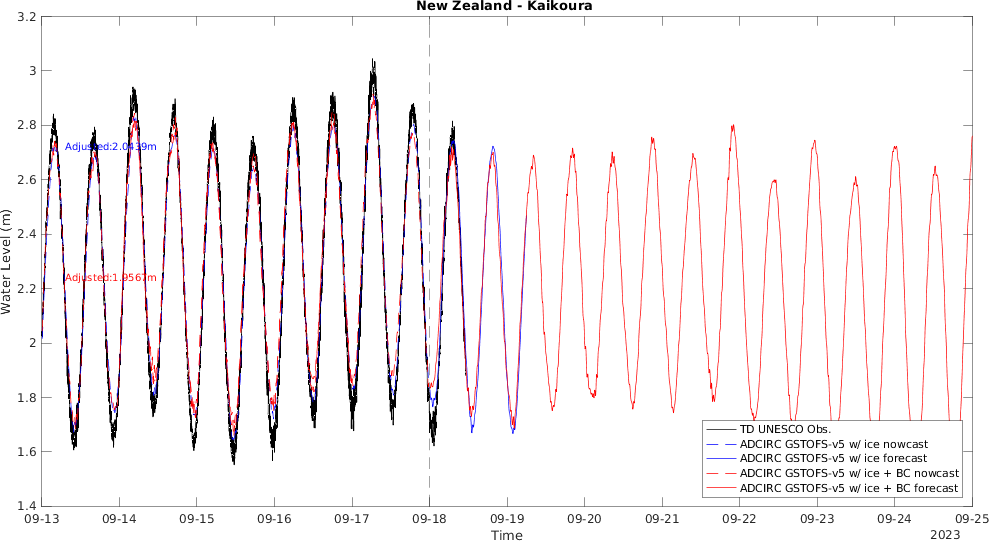 New Zealand - Kaikoura
Water Level (m)
3.2
3
2.8
2.6
2.4
2.2
2
1.8
1.6
1.4
Adjusted:2.0439m
Adjusted:1.9567m
TD UNESCO Obs.
ADCIRC GSTOFS-v5 w/ ice nowcast
ADCIRC GSTOFS-v5 w/ ice forecast
ADCIRC GSTOFS-v5 w/ ice + BC nowcast
ADCIRC GSTOFS-v5 w/ ice + BC forecast
09-13 09-14 09-15 09-16 09-17 09-18 09-19 09-20 09-21 09-22 09-23 09-24 09-25
Time
2023